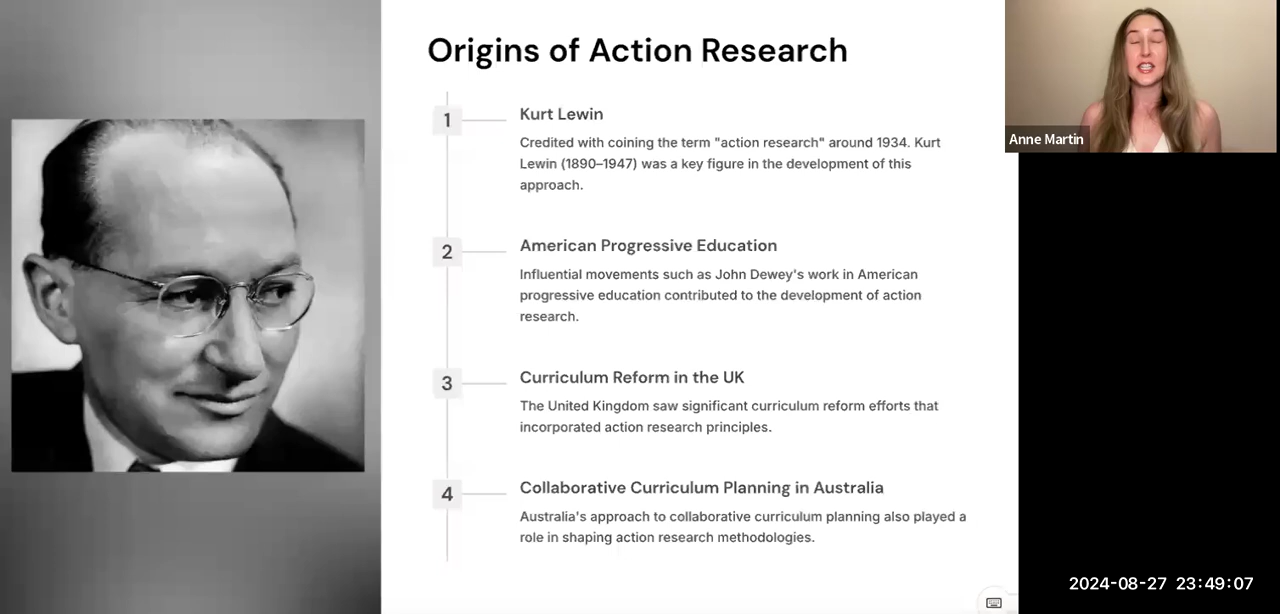 Origins of Action Research
1
Kurt Lewin
Credited with coining the term "action research" around 1934. Kurt
Lewin (1890–1947) was a key figure in the development of this
approach.
2
American Progressive Education
Influential movements such as John Dewey's work in American
progressive education contributed to the development of action
research.
3
Curriculum Reform in the UK
The United Kingdom saw significant curriculum reform efforts that
incorporated action research principles.
4
Collaborative Curriculum Planning in Australia
Australia's approach to collaborative curriculum planning also played a
role in shaping action research methodologies.
Anne Martin
2024-08-27 23:49:07